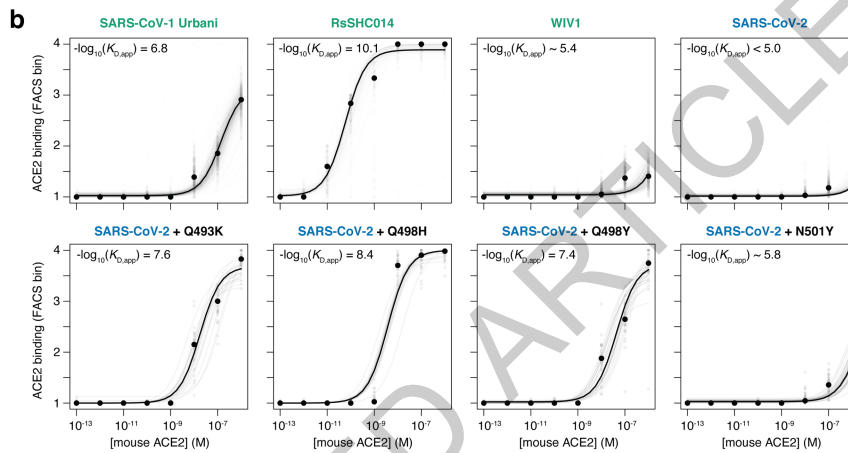 b
SARS-CoV-1 Urbani
RsSHC014
WIV1
SARS-CoV-2
-log10(KD,app) = 6.8
-log10(KD,app) = 10.1
-log10(KD,app) ~ 5.4
-log10(KD,app) < 5.0
ACE2 binding (FACS bin)
4
3
2
1
SARS-CoV-2 + Q493K
SARS-CoV-2 + Q498H
SARS-CoV-2 + Q498Y
SARS-CoV-2 + N501Y
-log10(KD,app) = 7.6
-log10(KD,app) = 8.4
-log10(KD,app) = 7.4
-log10(KD,app) ~ 5.8
ACE2 binding (FACS bin)
4
3
2
1
10-13 10-11 10-9 10-7
10-13 10-11 10-9 10-7
10-13 10-11 10-9 10-7
10-13 10-11 10-9 10-7
[mouse ACE2] (M)
[mouse ACE2] (M)
[mouse ACE2] (M)
[mouse ACE2] (M)
D ARTICLE